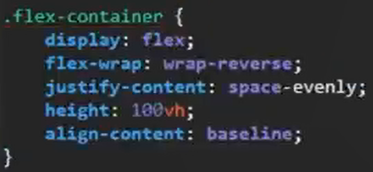 .flex-container {
display: flex;
flex-wrap: wrap-reverse;
justify-content: space-evenly;
height: 100vh;
align-content: baseline;
}